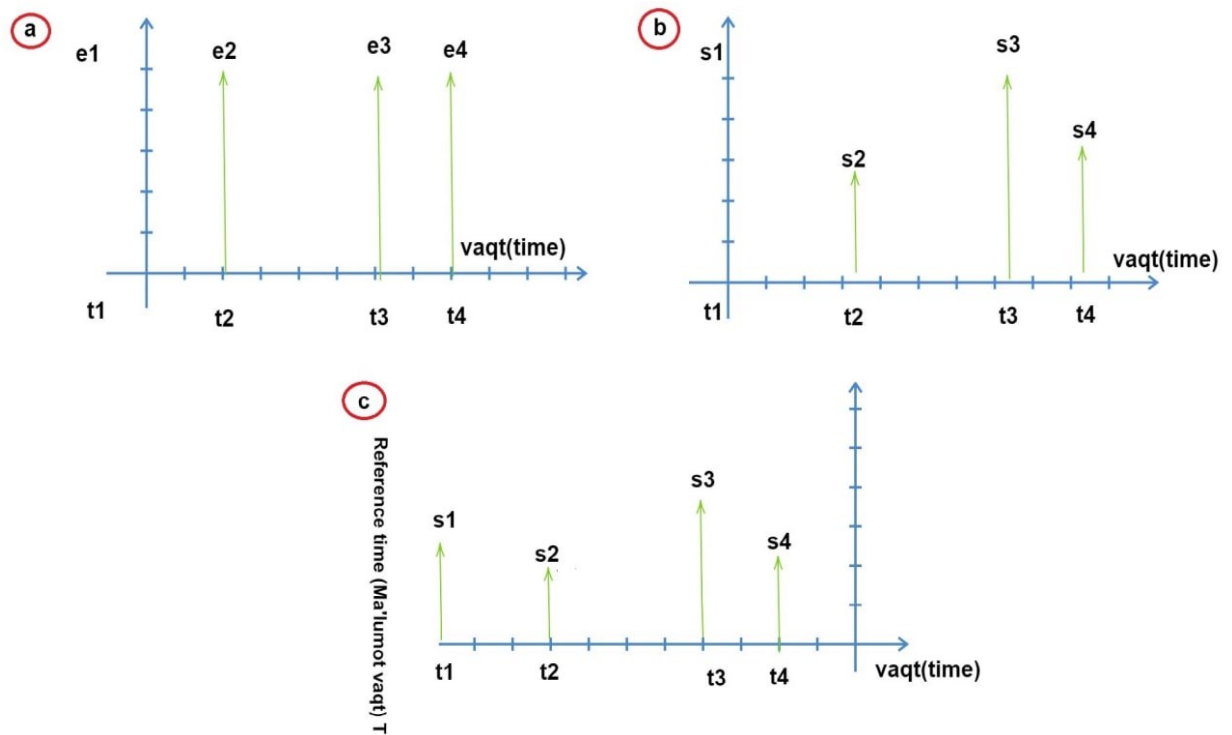 a
e1
e2
e3
e4
vaqt(time)
t1
t2
t3
t4
b
s1
s2
s3
s4
vaqt(time)
t1
t2
t3
t4
c
Reference time (Ma'lumot vaqt) T
s1
s2
s3
s4
t1
t2
t3
t4
vaqt(time)